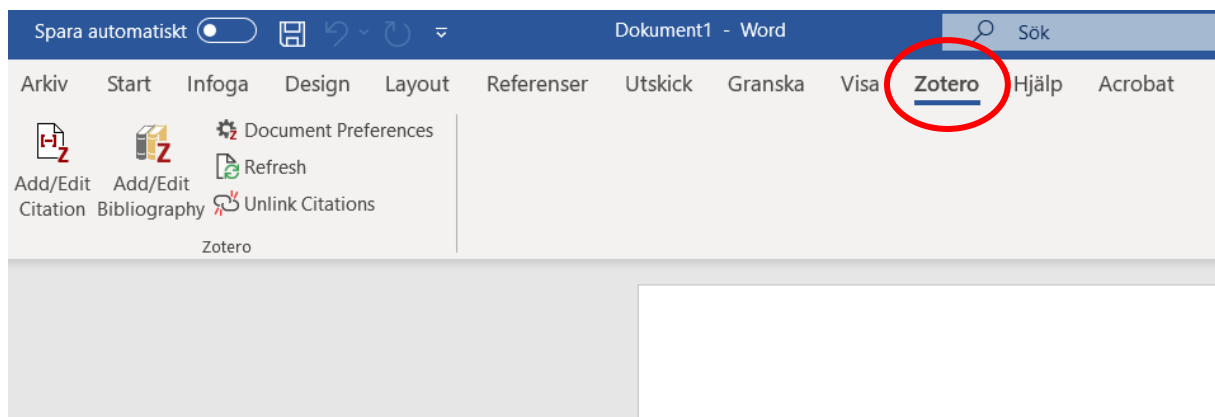 Spara automatiskt Dokument1 - Word Sök
Arkiv Start Infoga Design Layout Referenser Utskick Granska Visa Zotero Hjälp Acrobat
Add/Edit Citation
Add/Edit Bibliography
Document Preferences
Refresh
Unlink Citations
Zotero